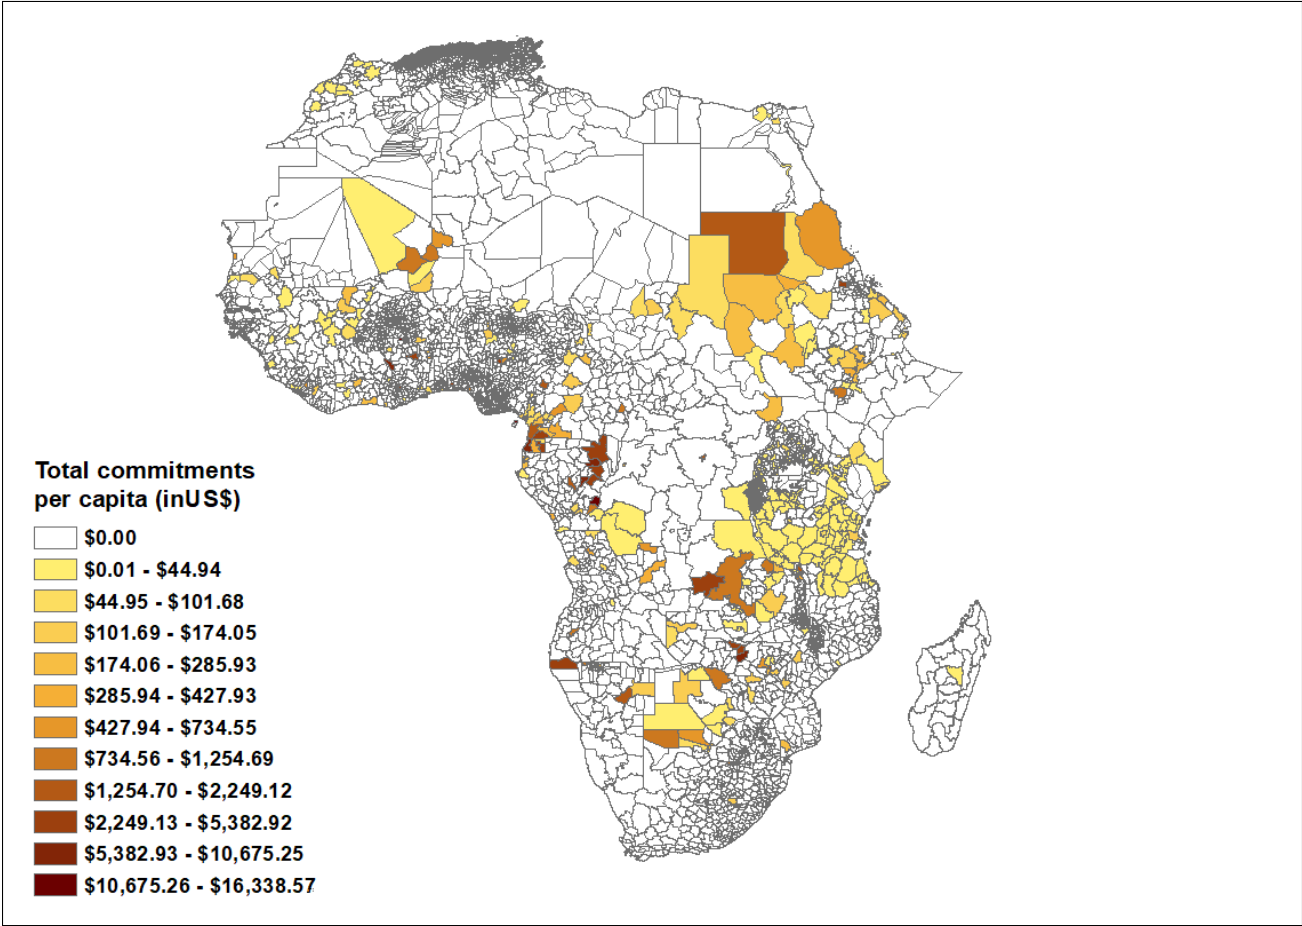 Total commitments
per capita (inUS$)
$0.00
$0.01 - $44.94
$44.95 - $101.68
$101.69 - $174.05
$174.06 - $285.93
$285.94 - $427.93
$427.94 - $734.55
$734.56 - $1,254.69
$1,254.70 - $2,249.12
$2,249.13 - $5,382.92
$5,382.93 - $10,675.25
$10,675.26 - $16,338.57